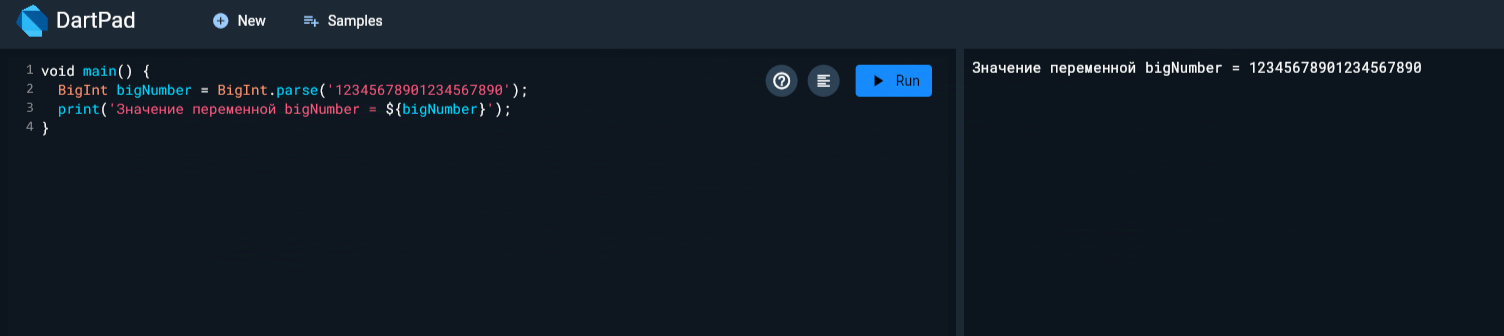 DartPad New Samples
1 void main() {
2 BigInt bigNumber = BigInt.parse('12345678901234567890');
3 print('Значение переменной bigNumber = ${bigNumber}');
4 }
Run
Значение переменной bigNumber = 12345678901234567890